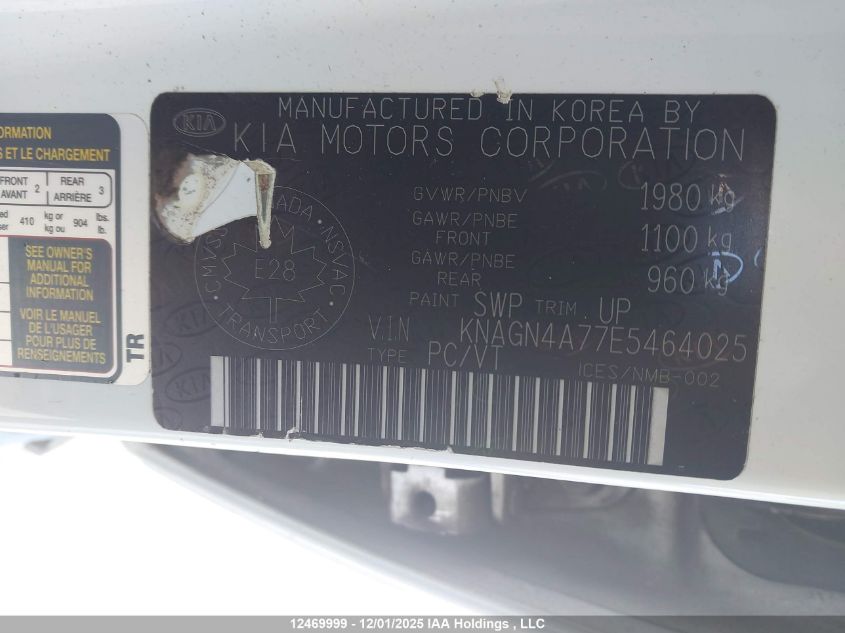 ORMATION
S ET LE CHARGEMENT
FRONT
AVANT 2
REAR
ARRIÈRE 3
410 kg or
kg ou 904 lbs.
lb.
SEE OWNER'S
MANUAL FOR
ADDITIONAL
INFORMATION
VOIR LE MANUEL
DE L'USAGER
POUR PLUS DE
RENSEIGNEMENTS
TR
KIA
MANUFACTURED IN KOREA BY
KIA MOTORS CORPORATION
GVWR/PNBV 1980 kg
GAWR/PNBE
FRONT 1100 kg
GAWR/PNBE
REAR 960 kg
PAINT SWP TRIM UP
VIN KNAGN4A77E5464025
TYPE PC/VT
ICES/NMB-002
CMVSS
ADA
NSVAC
TRANSPORT
E28
12469999 - 12/01/2025 IAA Holdings , LLC